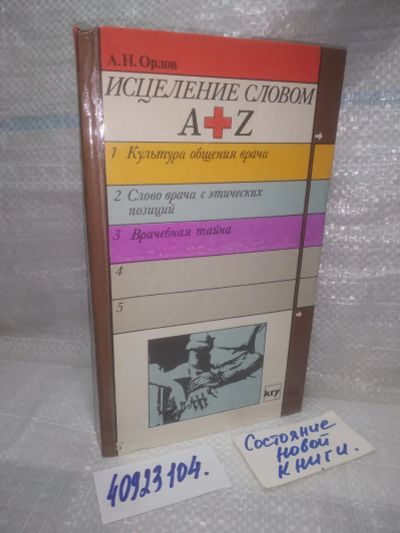 А.Н.Орлов
ИСЦЕЛЕНИЕ СЛОВОМ
A+Z
1 Культура общения врача
2 Слово врача с этических
позиций
3 Врачебная тайна
4
5
кгу
40923104.
Состояние
новой
книги.